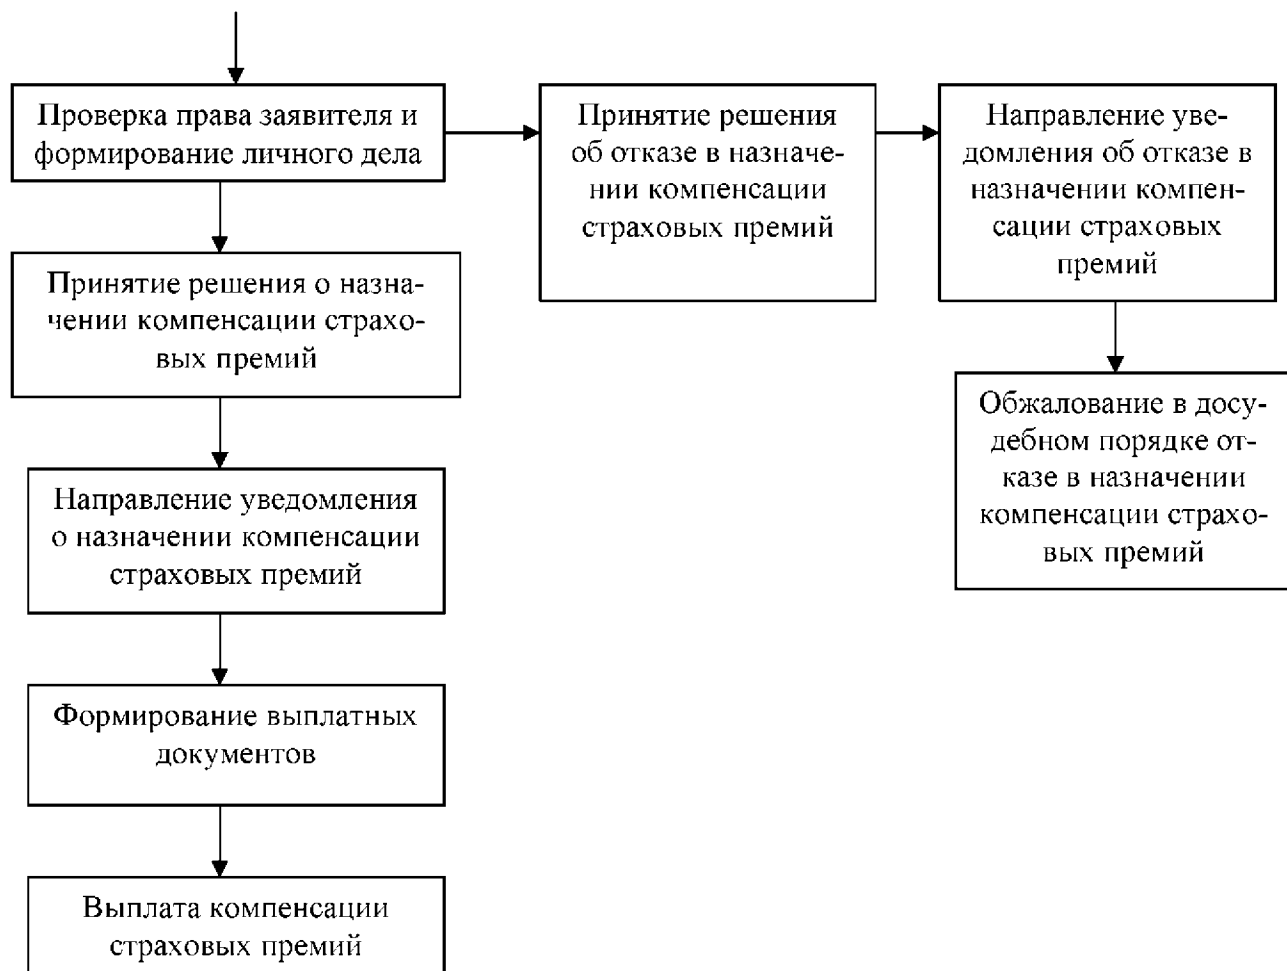 Проверка права заявителя и
формирование личного дела
Принятие решения
об отказе в назначе-
нии компенсации
страховых премий
Направление уве-
домления об отказе в
назначении компен-
сации страховых
премий
Принятие решения о назна-
чении компенсации страхо-
вых премий
Обжалование в досу-
дебном порядке от-
казе в назначении
компенсации страхо-
вых премий
Направление уведомления
о назначении компенсации
страховых премий
Формирование выплатных
документов
Выплата компенсации
страховых премий